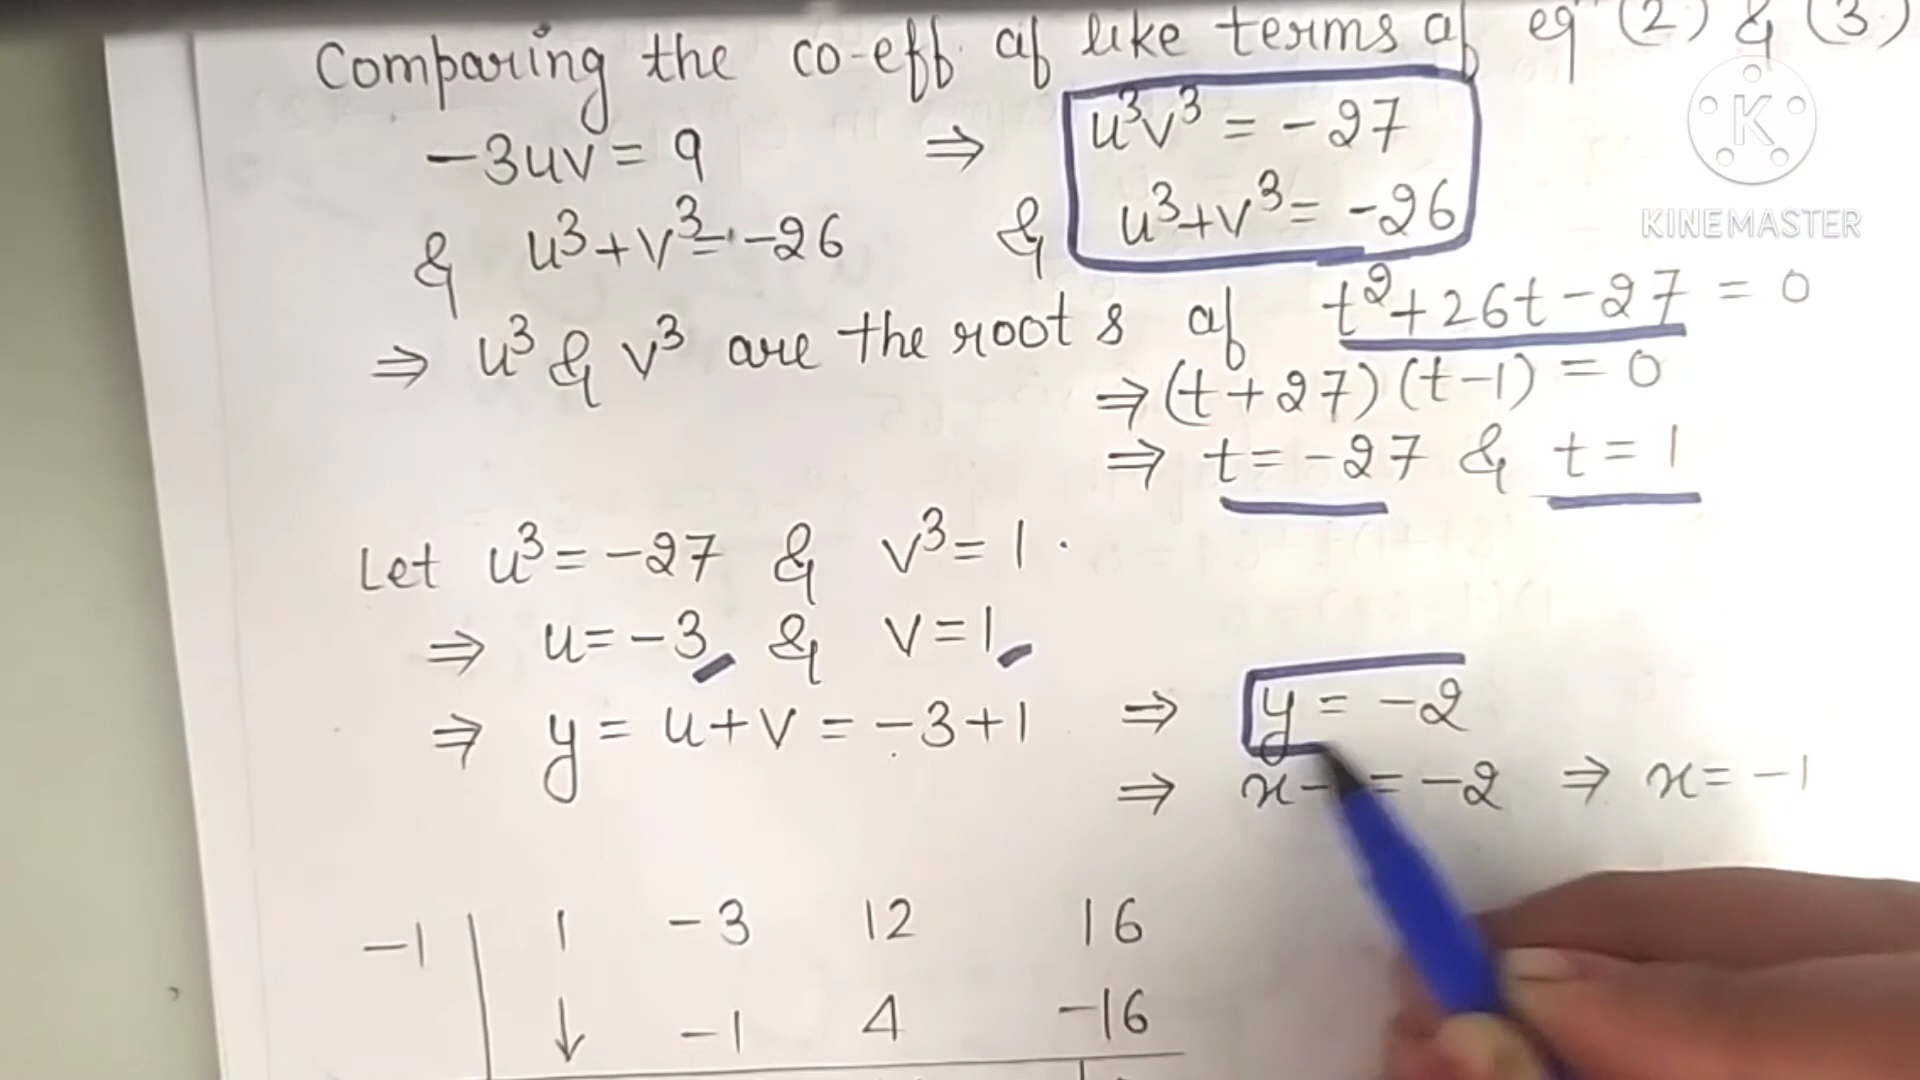 Comparing the co-eff. of like terms of eqⁿ (2) & (3)
-3uv = 9 ⇒ u³v³ = -27
& u³+v³ = -26 & u³+v³ = -26
⇒ u³ & v³ are the roots of t²+26t-27 = 0
⇒ (t+27)(t-1) = 0
⇒ t = -27 & t = 1
Let u³ = -27 & v³ = 1.
⇒ u = -3 & v = 1
⇒ y = u+v = -3+1 ⇒ y = -2
⇒ x- = -2 ⇒ x = -1
-1 | 1 -3 12 16
↓ -1 4 -16
K
KINEMASTER